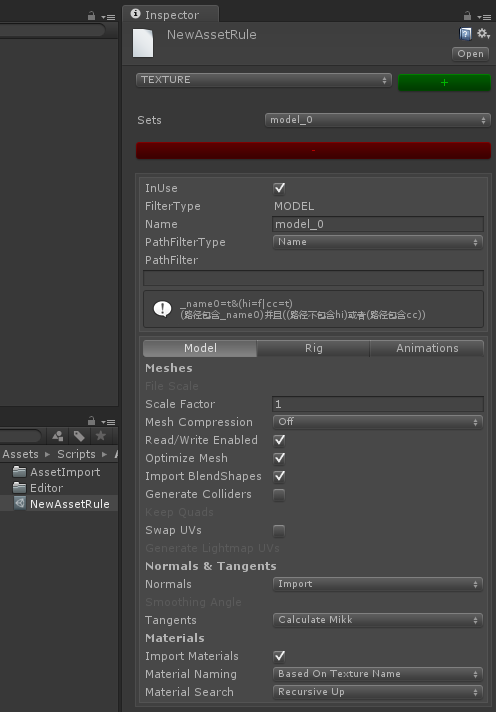 Inspector
NewAssetRule
Open
TEXTURE
+
Sets
model_0
-
InUse
FilterType
MODEL
Name
model_0
PathFilterType
Name
PathFilter
_name0=t&(hi=f|cc=t)
(路径包含_name0)并且((路径不包含hi)或者(路径包含cc))
Model
Rig
Animations
Meshes
File Scale
Scale Factor
1
Mesh Compression
Off
Read/Write Enabled
Optimize Mesh
Import BlendShapes
Generate Colliders
Keep Quads
Swap UVs
Generate Lightmap UVs
Normals & Tangents
Normals
Import
Smoothing Angle
Tangents
Calculate Mikk
Materials
Import Materials
Material Naming
Based On Texture Name
Material Search
Recursive Up
Assets ▸ Scripts ▸
AssetImport
Editor
NewAssetRule